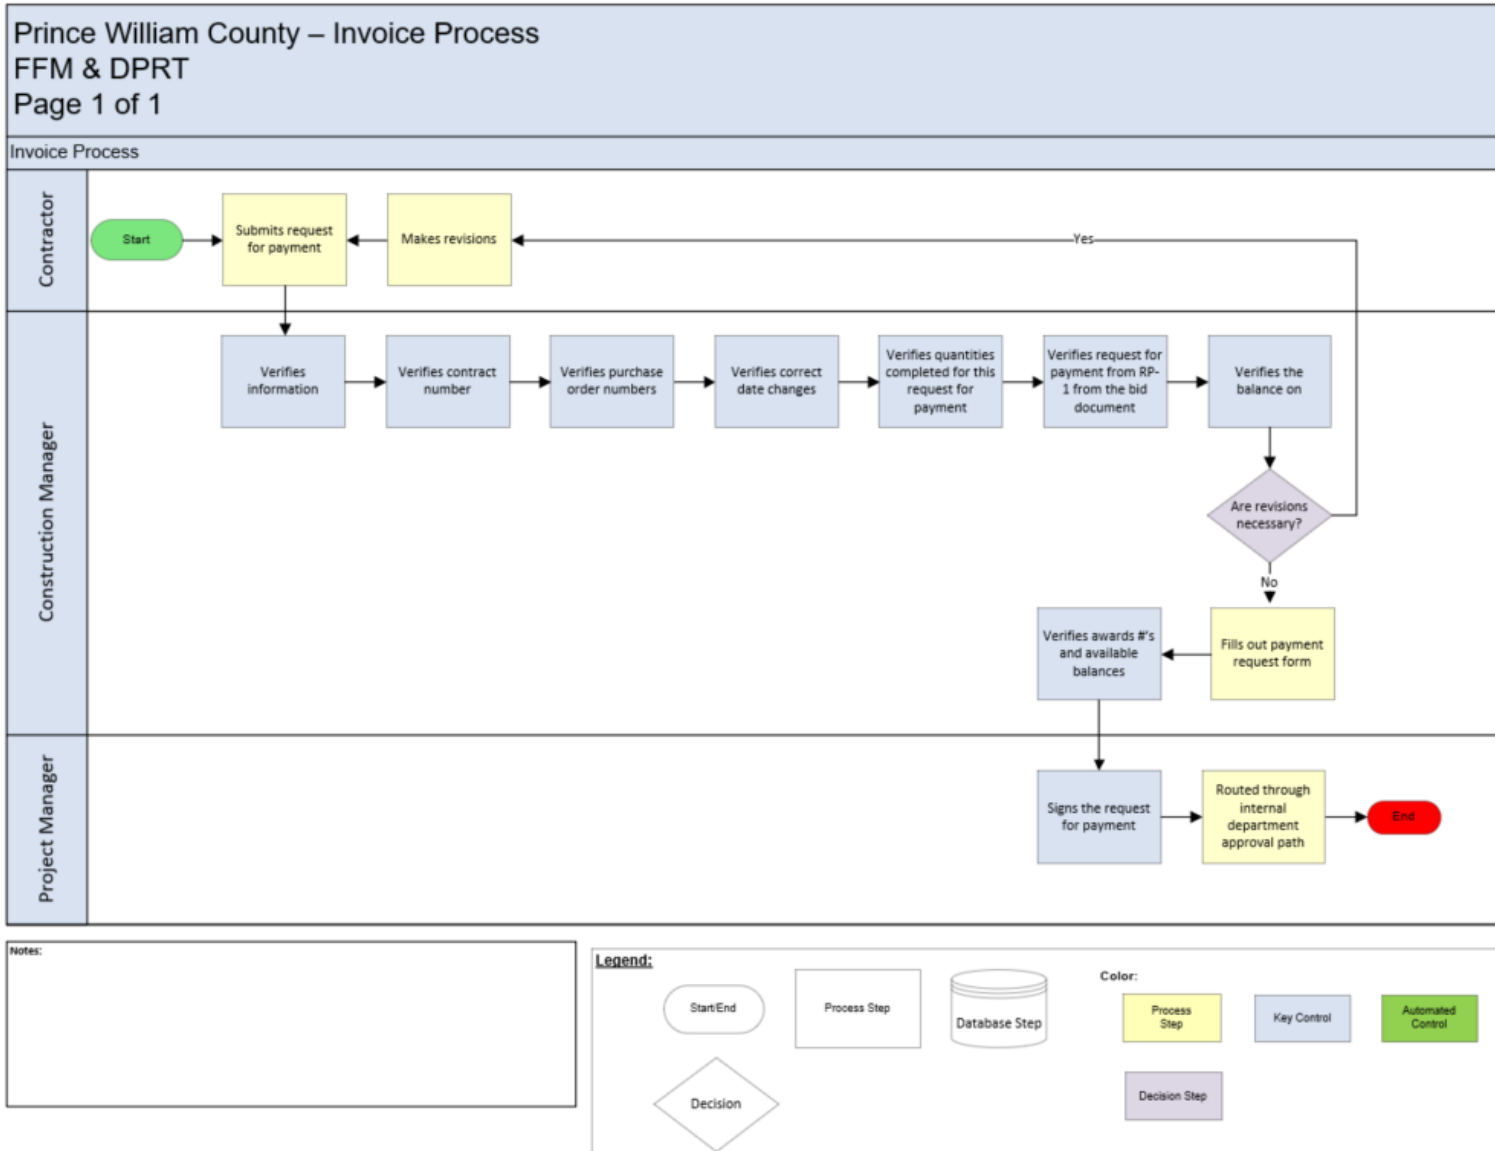 Prince William County – Invoice Process
FFM & DPRT
Page 1 of 1
Invoice Process
Contractor
Start
Submits request
for payment
Makes revisions
Yes
Construction Manager
Verifies
information
Verifies contract
number
Verifies purchase
order numbers
Verifies correct
date changes
Verifies quantities
completed for this
request for
payment
Verifies request for
payment from RP-
1 from the bid
document
Verifies the
balance on
Are revisions
necessary?
No
Verifies awards #'s
and available
balances
Fills out payment
request form
Project Manager
Signs the request
for payment
Routed through
internal
department
approval path
End
Notes:
Legend:
Start/End
Process Step
Database Step
Decision
Color:
Process
Step
Key Control
Automated
Control
Decision Step